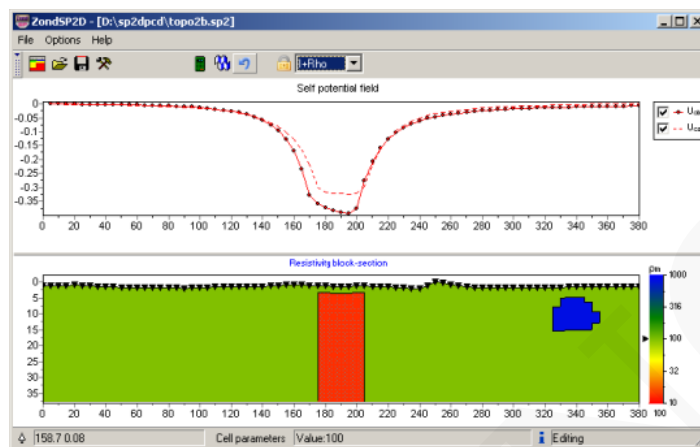 ZondSP2D - [D:\sp2dpcd\topo2b.sp2]
File Options Help
I+Rho
Self potential field
0
-0.05
-0.1
-0.15
-0.2
-0.25
-0.3
-0.35
0 20 40 60 80 100 120 140 160 180 200 220 240 260 280 300 320 340 360 380
Resistivity block-section
0
5
10
15
20
25
30
35
0 20 40 60 80 100 120 140 160 180 200 220 240 260 280 300 320 340 360 380
1000
316
100
32
10
100
158.7 0.08 Cell parameters Value:100 Editing